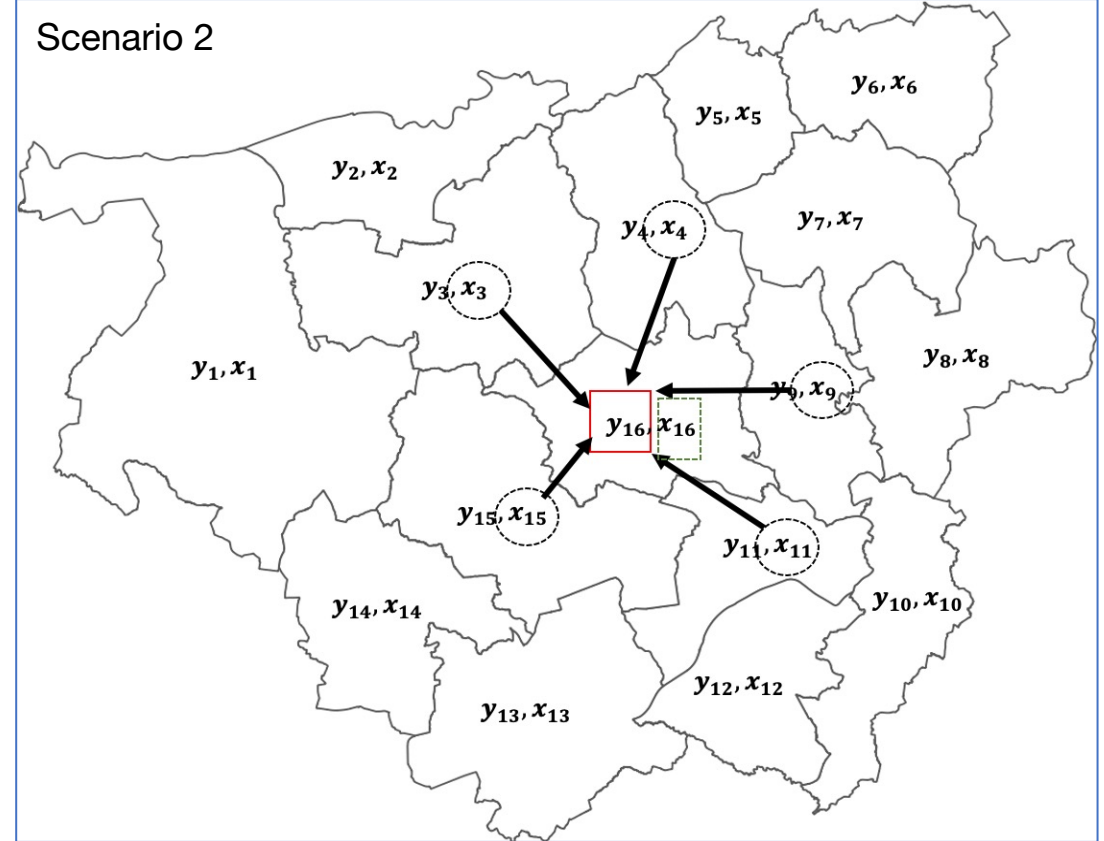 Scenario 2
y₆, x₆
y₅, x₅
y₂, x₂
y₇, x₇
y₄, x₄
y₃, x₃
y₈, x₈
y₁, x₁
y₉, x₉
y₁₆, x₁₆
y₁₅, x₁₅
y₁₁, x₁₁
y₁₀, x₁₀
y₁₄, x₁₄
y₁₂, x₁₂
y₁₃, x₁₃